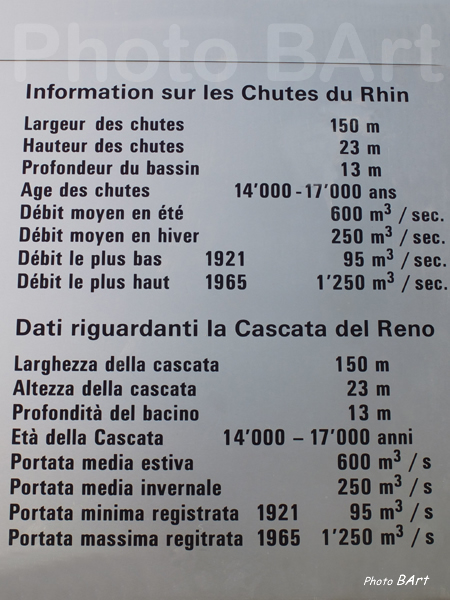 Photo BArt
Information sur les Chutes du Rhin
Largeur des chutes 150 m
Hauteur des chutes 23 m
Profondeur du bassin 13 m
Age des chutes 14'000 - 17'000 ans
Débit moyen en été 600 m³ / sec.
Débit moyen en hiver 250 m³ / sec.
Débit le plus bas 1921 95 m³ / sec.
Débit le plus haut 1965 1'250 m³ / sec.
Dati riguardanti la Cascata del Reno
Larghezza della cascata 150 m
Altezza della cascata 23 m
Profondità del bacino 13 m
Età della Cascata 14'000 – 17'000 anni
Portata media estiva 600 m³ / s
Portata media invernale 250 m³ / s
Portata minima registrata 1921 95 m³ / s
Portata massima regitrata 1965 1'250 m³ / s
Photo BArt